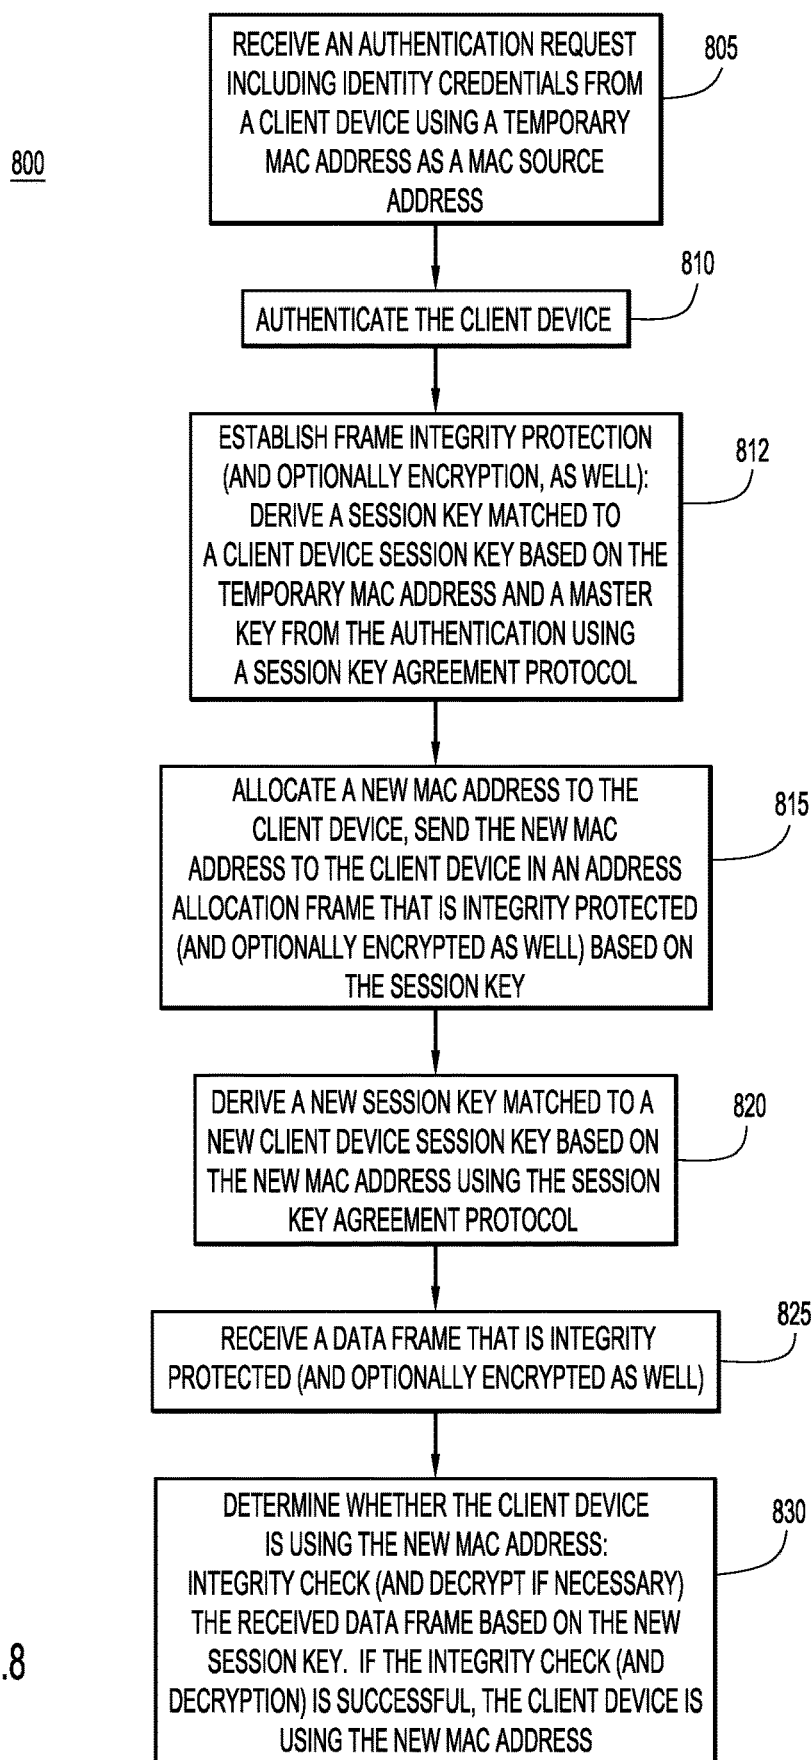 800
RECEIVE AN AUTHENTICATION REQUEST
INCLUDING IDENTITY CREDENTIALS FROM
A CLIENT DEVICE USING A TEMPORARY
MAC ADDRESS AS A MAC SOURCE
ADDRESS
805
AUTHENTICATE THE CLIENT DEVICE
810
ESTABLISH FRAME INTEGRITY PROTECTION
(AND OPTIONALLY ENCRYPTION, AS WELL):
DERIVE A SESSION KEY MATCHED TO
A CLIENT DEVICE SESSION KEY BASED ON THE
TEMPORARY MAC ADDRESS AND A MASTER
KEY FROM THE AUTHENTICATION USING
A SESSION KEY AGREEMENT PROTOCOL
812
ALLOCATE A NEW MAC ADDRESS TO THE
CLIENT DEVICE, SEND THE NEW MAC
ADDRESS TO THE CLIENT DEVICE IN AN ADDRESS
ALLOCATION FRAME THAT IS INTEGRITY PROTECTED
(AND OPTIONALLY ENCRYPTED AS WELL) BASED ON
THE SESSION KEY
815
DERIVE A NEW SESSION KEY MATCHED TO A
NEW CLIENT DEVICE SESSION KEY BASED ON
THE NEW MAC ADDRESS USING THE SESSION
KEY AGREEMENT PROTOCOL
820
RECEIVE A DATA FRAME THAT IS INTEGRITY
PROTECTED (AND OPTIONALLY ENCRYPTED AS WELL)
825
DETERMINE WHETHER THE CLIENT DEVICE
IS USING THE NEW MAC ADDRESS:
INTEGRITY CHECK (AND DECRYPT IF NECESSARY)
THE RECEIVED DATA FRAME BASED ON THE NEW
SESSION KEY. IF THE INTEGRITY CHECK (AND
DECRYPTION) IS SUCCESSFUL, THE CLIENT DEVICE IS
USING THE NEW MAC ADDRESS
830
.8